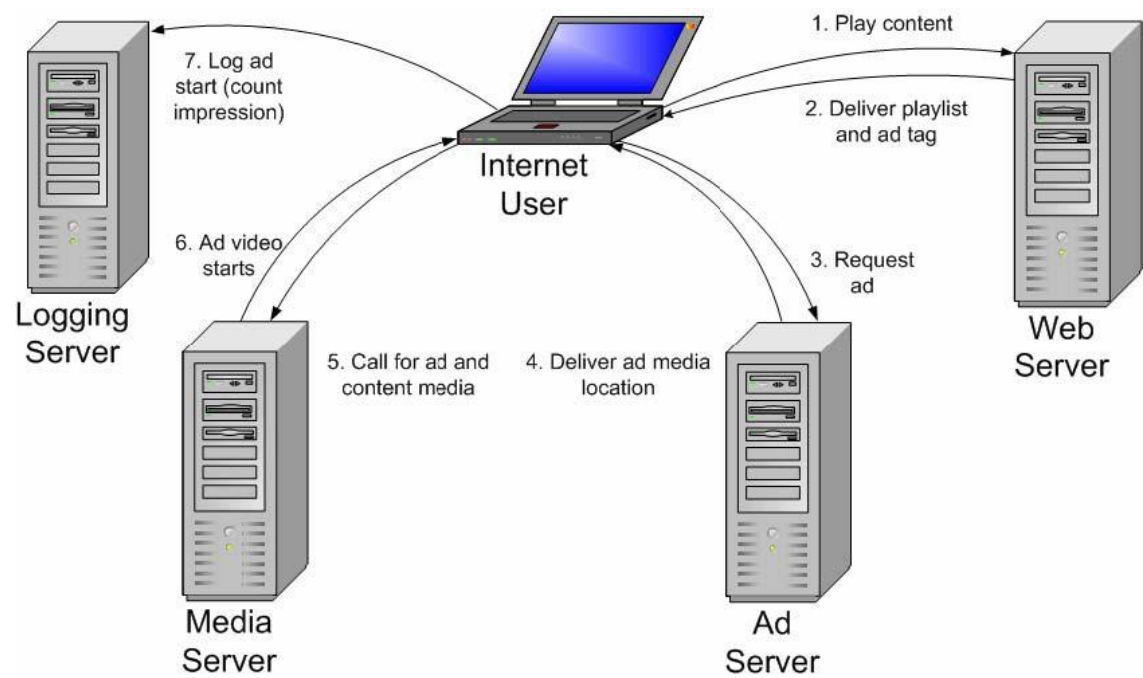 1. Play content
2. Deliver playlist
and ad tag
7. Log ad
start (count
impression)
Internet
User
6. Ad video
starts
3. Request
ad
Logging
Server
Web
Server
5. Call for ad and
content media
4. Deliver ad media
location
Media
Server
Ad
Server